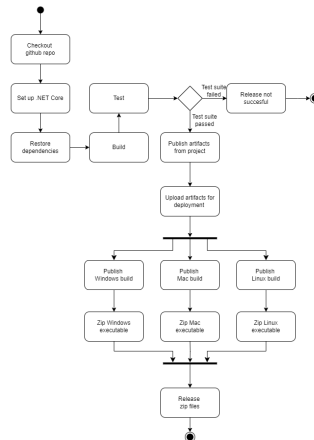 Checkout
github repo
Set up .NET Core
Restore
dependencies
Build
Test
Test suite
failed
Release not
succesful
Test suite
passed
Publish artifacts
from project
Upload artifacts for
deployment
Publish
Windows build
Publish
Mac build
Publish
Linux build
Zip Windows
executable
Zip Mac
executable
Zip Linux
executable
Release
zip files